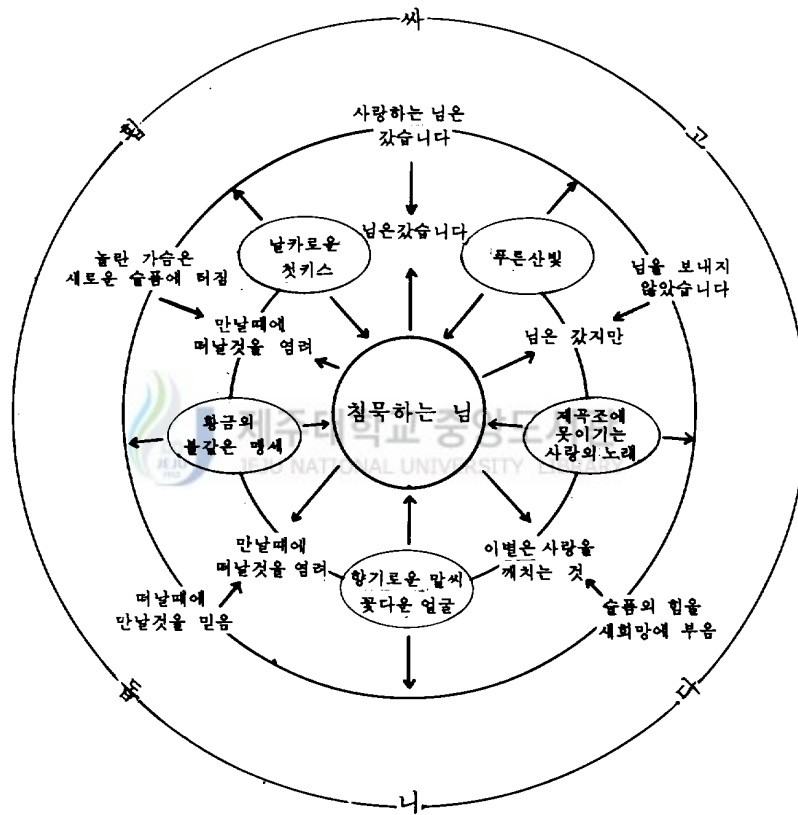 싸
고
사랑하는 님은
갔습니다
님은갔습니다
날카로운
첫키스
푸른산빛
놀란 가슴은
새로운 슬픔에 터짐
님을 보내지
않았습니다
만날때에
떠날것을 염려
님은 갔지만
침묵하는 님
황금의
불같은 맹세
제곡조에
못이기는
사랑의노래
제주대학교 중앙도서관
JEJU NATIONAL UNIVERSITY LIBRARY
JEJU
1952
만날때에
떠날것을 염려
이별은 사랑을
깨치는 것
향기로운 말씨
꽃다운 얼굴
떠날때에
만날것을 믿음
슬픔의 힘을
새희망에 부음
돕
다
니